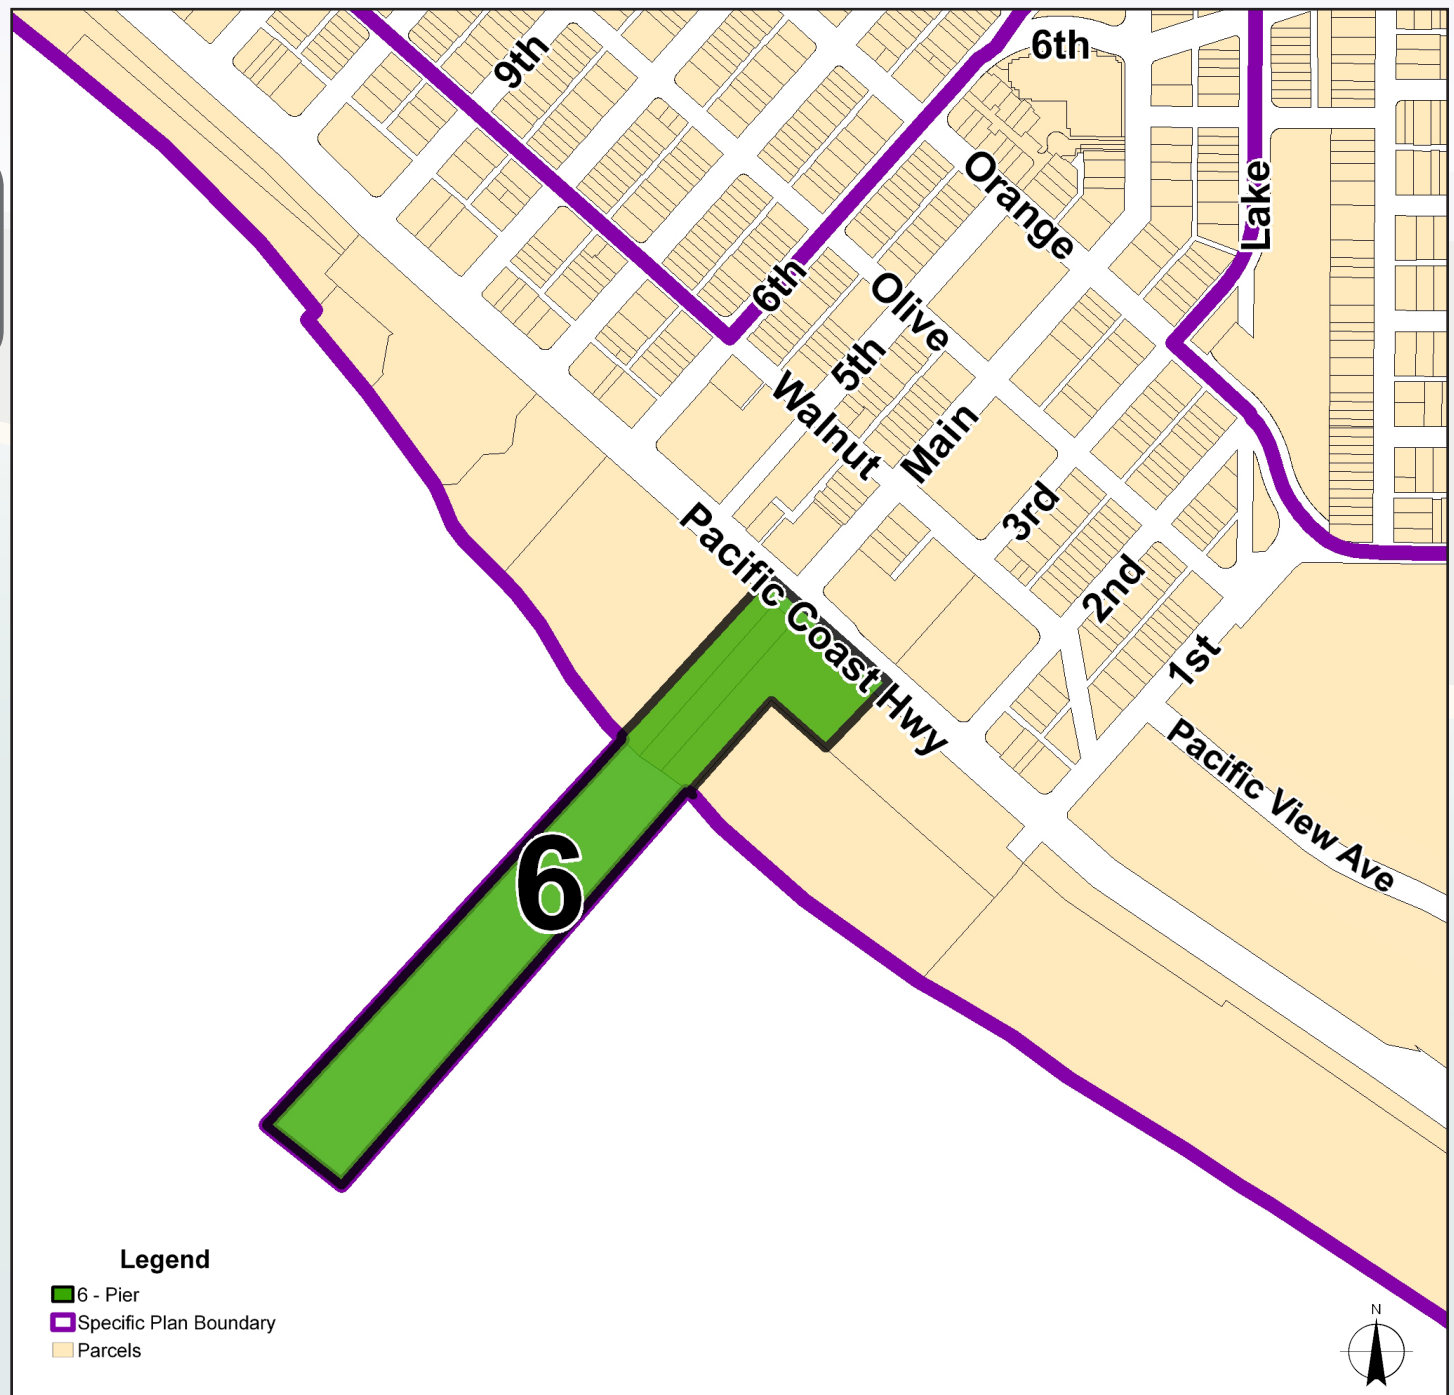 6th
9th
Orange
Lake
6th
Olive
5th
Walnut
Main
3rd
Pacific Coast Hwy
2nd
1st
Pacific View Ave
6
Legend
6 - Pier
Specific Plan Boundary
Parcels
N